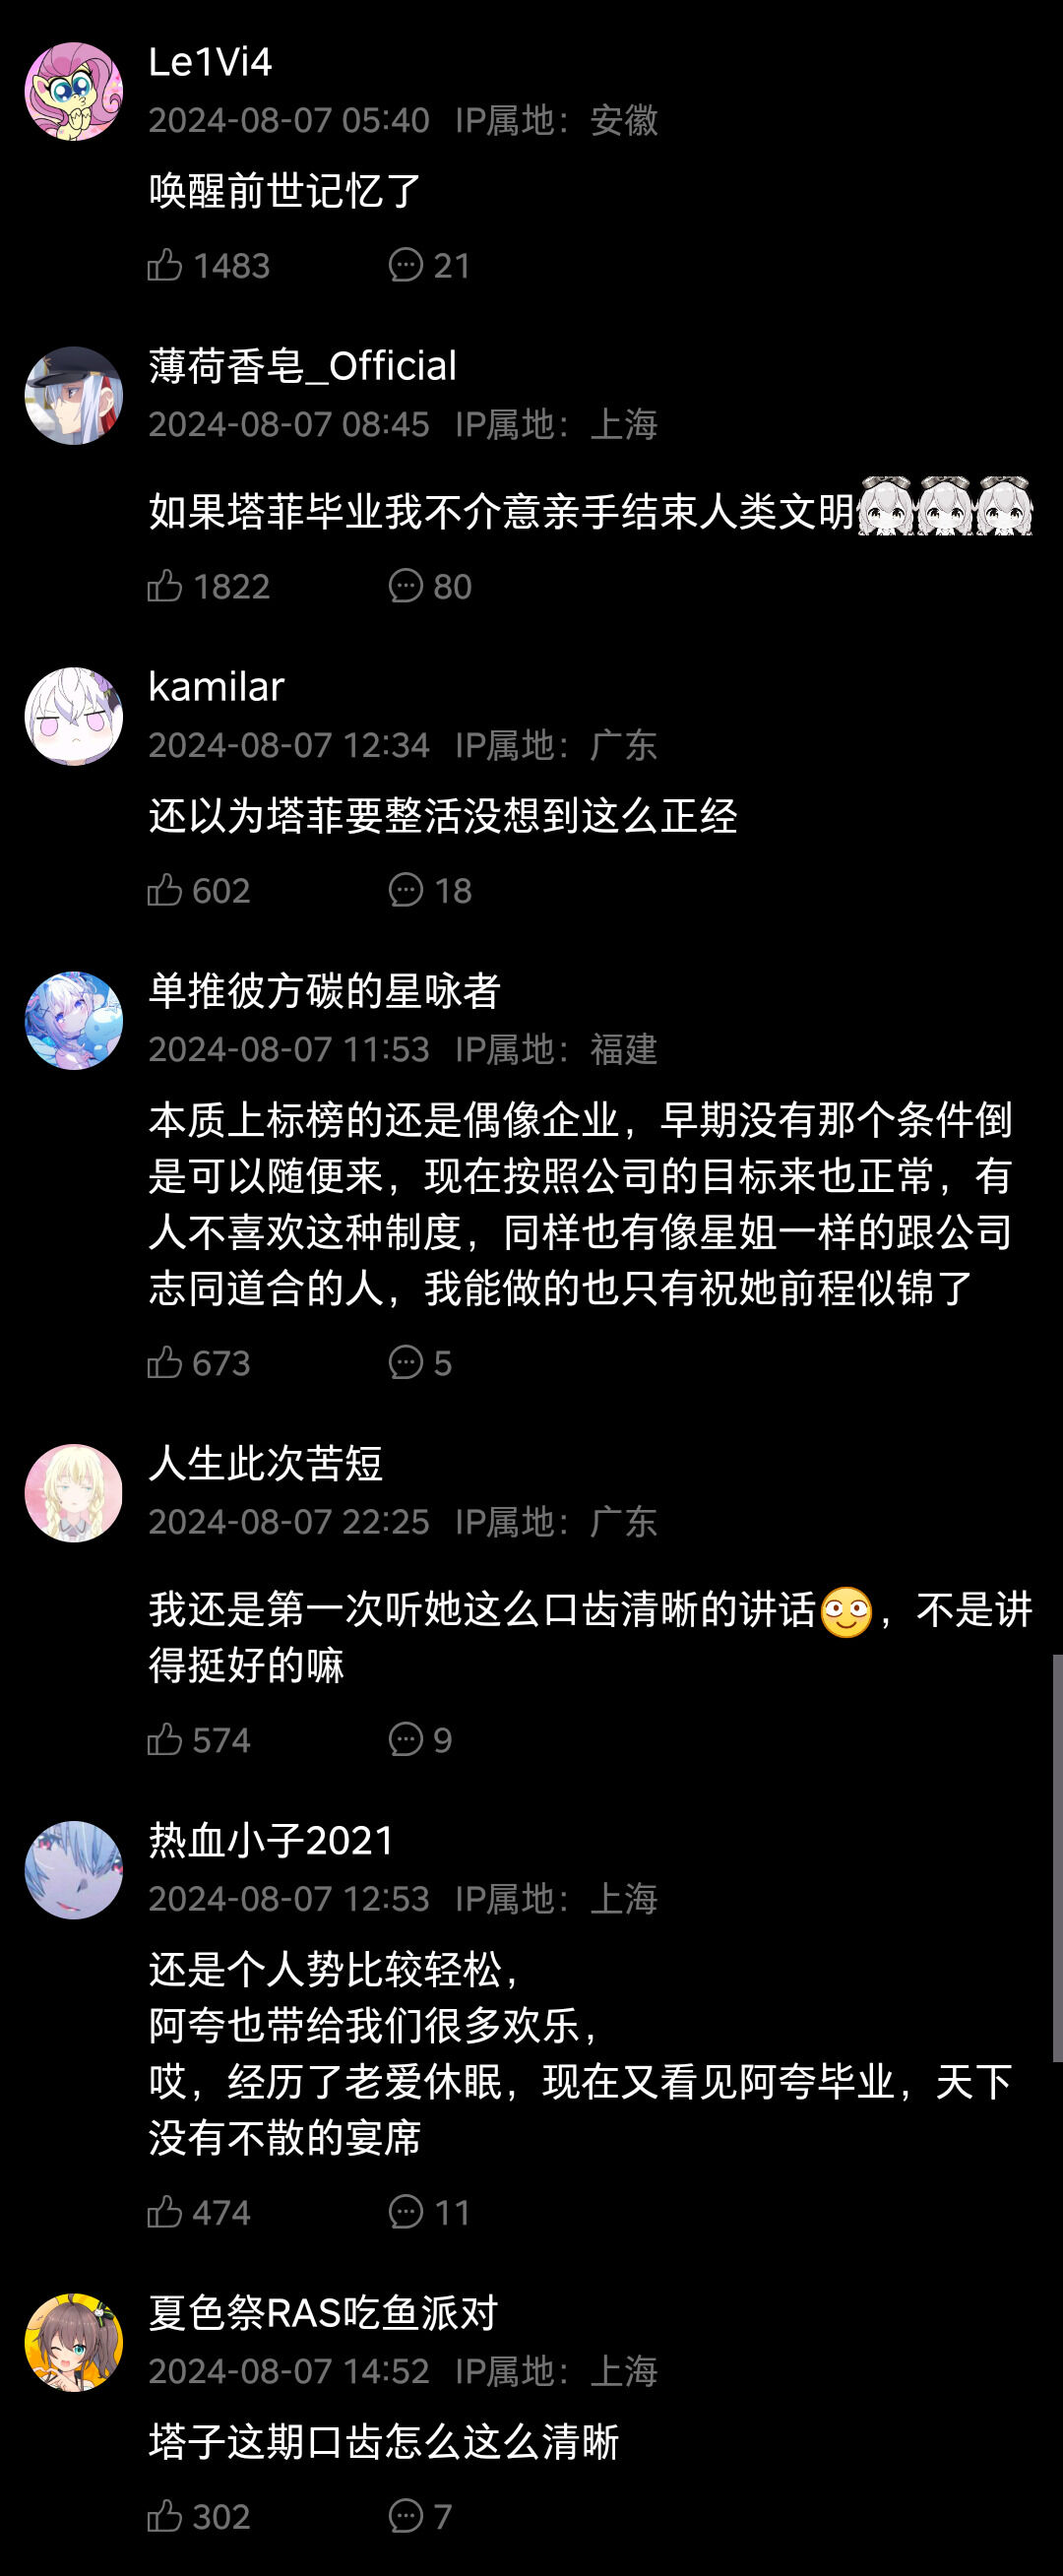 Le1Vi4
2024-08-07 05:40 IP属地：安徽
唤醒前世记忆了
1483 21
薄荷香皂_Official
2024-08-07 08:45 IP属地：上海
如果塔菲毕业我不介意亲手结束人类文明
1822 80
kamilar
2024-08-07 12:34 IP属地：广东
还以为塔菲要整活没想到这么正经
602 18
单推彼方碳的星咏者
2024-08-07 11:53 IP属地：福建
本质上标榜的还是偶像企业，早期没有那个条件倒
是可以随便来，现在按照公司的目标来也正常，有
人不喜欢这种制度，同样也有像星姐一样的跟公司
志同道合的人，我能做的也只有祝她前程似锦了
673 5
人生此次苦短
2024-08-07 22:25 IP属地：广东
我还是第一次听她这么口齿清晰的讲话，不是讲
得挺好的嘛
574 9
热血小子2021
2024-08-07 12:53 IP属地：上海
还是个人势比较轻松，
阿夸也带给我们很多欢乐，
哎，经历了老爱休眠，现在又看见阿夸毕业，天下
没有不散的宴席
474 11
夏色祭RAS吃鱼派对
2024-08-07 14:52 IP属地：上海
塔子这期口齿怎么这么清晰
302 7